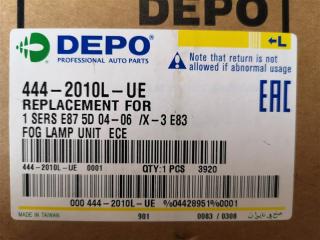 DEPO
DEPO
PROFESSIONAL AUTO PARTS
←L
Note that return is not
allowed if abnormal usage
444-2010L-UE
REPLACEMENT FOR
1 SERS E87 5D 04-06 /X-3 E83
FOG LAMP UNIT ECE
EAC
444-2010L-UE 0001
QTY:1 PCS 3920
000 444-2010L-UE %04428951%0001
MADE IN TAIWAN
901
0083 / 0308